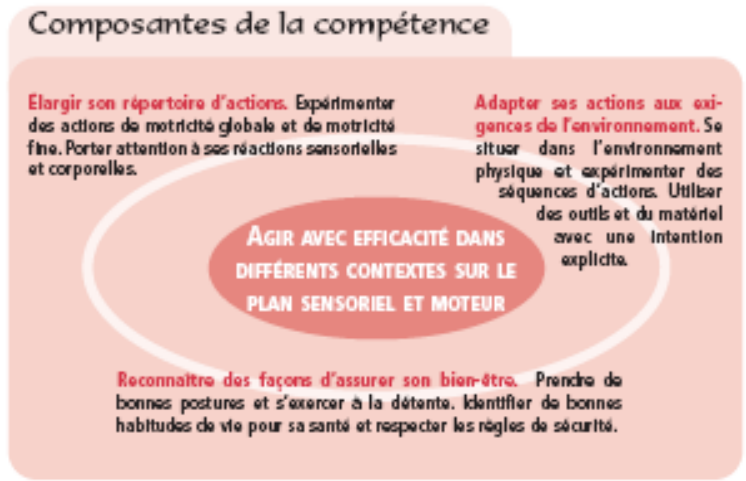 Composantes de la compétence
Élargir son répertoire d'actions. Expérimenter
des actions de motricité globale et de motricité
fine. Porter attention à ses réactions sensorielles
et corporelles.
Adapter ses actions aux exi-
gences de l'environnement. Se
situer dans l'environnement
physique et expérimenter des
séquences d'actions. Utiliser
des outils et du matériel
avec une intention
explicite.
AGIR AVEC EFFICACITÉ DANS
DIFFÉRENTS CONTEXTES SUR LE
PLAN SENSORIEL ET MOTEUR
Reconnaître des façons d'assurer son bien-être. Prendre de
bonnes postures et s'exercer à la détente. Identifier de bonnes
habitudes de vie pour sa santé et respecter les règles de sécurité.